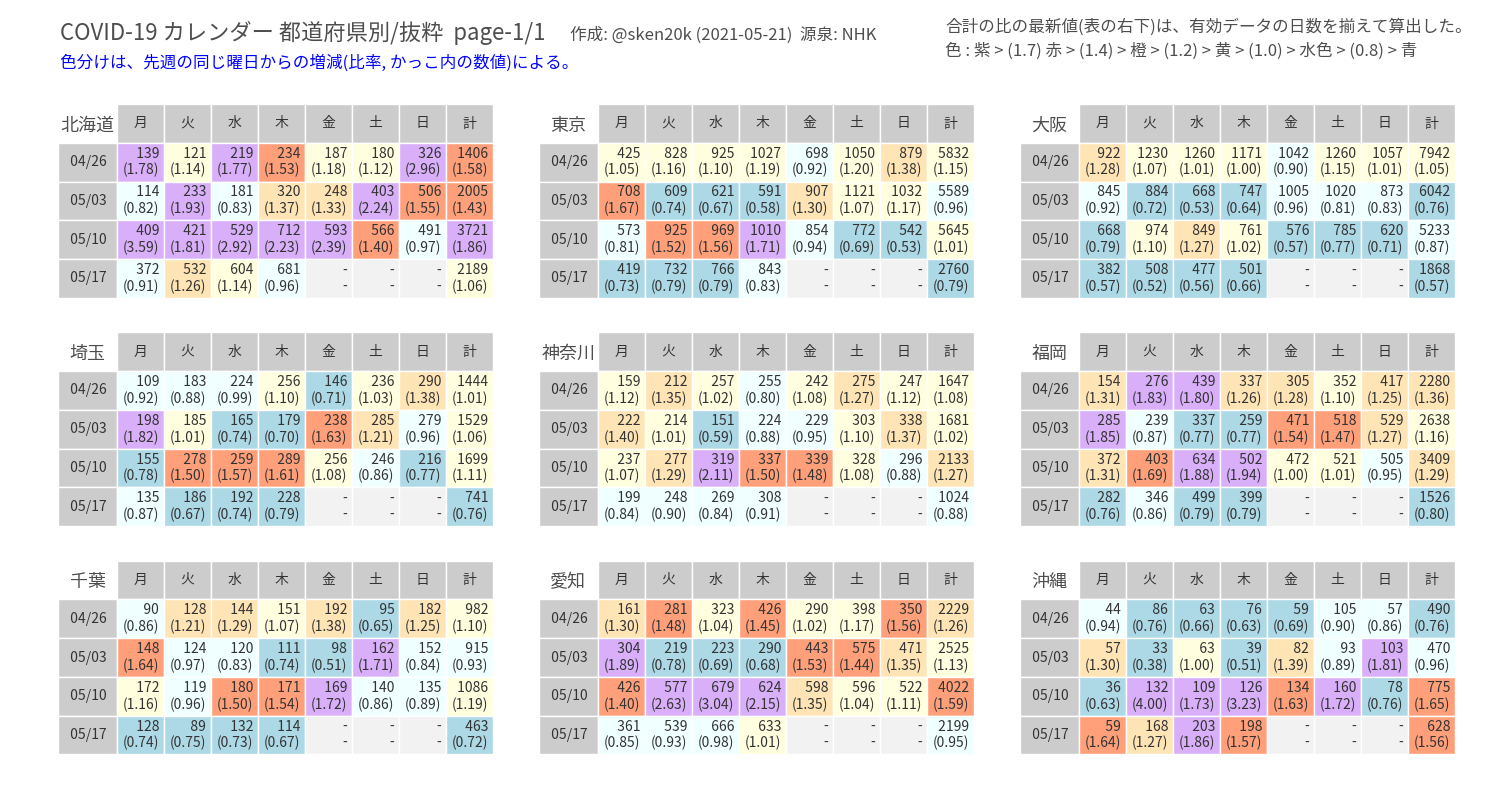 COVID-19 カレンダー 都道府県別/抜粋 page-1/1 作成: @sken20k (2021-05-21) 源泉: NHK
合計の比の最新値(表の右下)は、有効データの日数を揃えて算出した。
色分けは、先週の同じ曜日からの増減(比率, かっこ内の数値)による。
色 : 紫 > (1.7) 赤 > (1.4) > 橙 > (1.2) > 黄 > (1.0) > 水色 > (0.8) > 青
北海道 月 火 水 木 金 土 日 計
04/26 139 121 219 234 187 180 326 1406
(1.78) (1.14) (1.77) (1.53) (1.18) (1.12) (2.96) (1.58)
05/03 114 233 181 320 248 403 506 2005
(0.82) (1.93) (0.83) (1.37) (1.33) (2.24) (1.55) (1.43)
05/10 409 421 529 712 593 566 491 3721
(3.59) (1.81) (2.92) (2.23) (2.39) (1.40) (0.97) (1.86)
05/17 372 532 604 681 - - - 2189
(0.91) (1.26) (1.14) (0.96) - - - (1.06)
東京 月 火 水 木 金 土 日 計
04/26 425 828 925 1027 698 1050 879 5832
(1.05) (1.16) (1.10) (1.19) (0.92) (1.20) (1.38) (1.15)
05/03 708 609 621 591 907 1121 1032 5589
(1.67) (0.74) (0.67) (0.58) (1.30) (1.07) (1.17) (0.96)
05/10 573 925 969 1010 854 772 542 5645
(0.81) (1.52) (1.56) (1.71) (0.94) (0.69) (0.53) (1.01)
05/17 419 732 766 843 - - - 2760
(0.73) (0.79) (0.79) (0.83) - - - (0.79)
大阪 月 火 水 木 金 土 日 計
04/26 922 1230 1260 1171 1042 1260 1057 7942
(1.28) (1.07) (1.01) (1.00) (0.90) (1.15) (1.01) (1.05)
05/03 845 884 668 747 1005 1020 873 6042
(0.92) (0.72) (0.53) (0.64) (0.96) (0.81) (0.83) (0.76)
05/10 668 974 849 761 576 785 620 5233
(0.79) (1.10) (1.27) (1.02) (0.57) (0.77) (0.71) (0.87)
05/17 382 508 477 501 - - - 1868
(0.57) (0.52) (0.56) (0.66) - - - (0.57)
埼玉 月 火 水 木 金 土 日 計
04/26 109 183 224 256 146 236 290 1444
(0.92) (0.88) (0.99) (1.10) (0.71) (1.03) (1.38) (1.01)
05/03 198 185 165 179 238 285 279 1529
(1.82) (1.01) (0.74) (0.70) (1.63) (1.21) (0.96) (1.06)
05/10 155 278 259 289 256 246 216 1699
(0.78) (1.50) (1.57) (1.61) (1.08) (0.86) (0.77) (1.11)
05/17 135 186 192 228 - - - 741
(0.87) (0.67) (0.74) (0.79) - - - (0.76)
神奈川 月 火 水 木 金 土 日 計
04/26 159 212 257 255 242 275 247 1647
(1.12) (1.35) (1.02) (0.80) (1.08) (1.27) (1.12) (1.08)
05/03 222 214 151 224 229 303 338 1681
(1.40) (1.01) (0.59) (0.88) (0.95) (1.10) (1.37) (1.02)
05/10 237 277 319 337 339 328 296 2133
(1.07) (1.29) (2.11) (1.50) (1.48) (1.08) (0.88) (1.27)
05/17 199 248 269 308 - - - 1024
(0.84) (0.90) (0.84) (0.91) - - - (0.88)
福岡 月 火 水 木 金 土 日 計
04/26 154 276 439 337 305 352 417 2280
(1.31) (1.83) (1.80) (1.26) (1.28) (1.10) (1.25) (1.36)
05/03 285 239 337 259 471 518 529 2638
(1.85) (0.87) (0.77) (0.77) (1.54) (1.47) (1.27) (1.16)
05/10 372 403 634 502 472 521 505 3409
(1.31) (1.69) (1.88) (1.94) (1.00) (1.01) (0.95) (1.29)
05/17 282 346 499 399 - - - 1526
(0.76) (0.86) (0.79) (0.79) - - - (0.80)
千葉 月 火 水 木 金 土 日 計
04/26 90 128 144 151 192 95 182 982
(0.86) (1.21) (1.29) (1.07) (1.38) (0.65) (1.25) (1.10)
05/03 148 124 120 111 98 162 152 915
(1.64) (0.97) (0.83) (0.74) (0.51) (1.71) (0.84) (0.93)
05/10 172 119 180 171 169 140 135 1086
(1.16) (0.96) (1.50) (1.54) (1.72) (0.86) (0.89) (1.19)
05/17 128 89 132 114 - - - 463
(0.74) (0.75) (0.73) (0.67) - - - (0.72)
愛知 月 火 水 木 金 土 日 計
04/26 161 281 323 426 290 398 350 2229
(1.30) (1.48) (1.04) (1.45) (1.02) (1.17) (1.56) (1.26)
05/03 304 219 223 290 443 575 471 2525
(1.89) (0.78) (0.69) (0.68) (1.53) (1.44) (1.35) (1.13)
05/10 426 577 679 624 598 596 522 4022
(1.40) (2.63) (3.04) (2.15) (1.35) (1.04) (1.11) (1.59)
05/17 361 539 666 633 - - - 2199
(0.85) (0.93) (0.98) (1.01) - - - (0.95)
沖縄 月 火 水 木 金 土 日 計
04/26 44 86 63 76 59 105 57 490
(0.94) (0.76) (0.66) (0.63) (0.69) (0.90) (0.86) (0.76)
05/03 57 33 63 39 82 93 103 470
(1.30) (0.38) (1.00) (0.51) (1.39) (0.89) (1.81) (0.96)
05/10 36 132 109 126 134 160 78 775
(0.63) (4.00) (1.73) (3.23) (1.63) (1.72) (0.76) (1.65)
05/17 59 168 203 198 - - - 628
(1.64) (1.27) (1.86) (1.57) - - - (1.56)